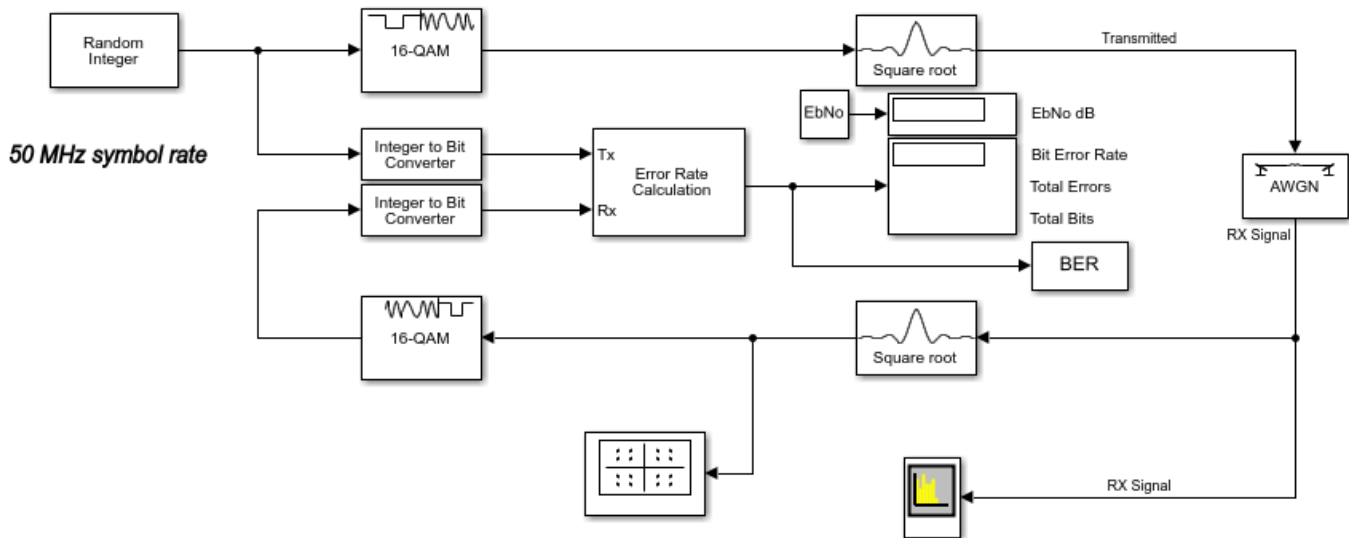 Random
Integer
16-QAM
Square root
Transmitted
EbNo
EbNo dB
50 MHz symbol rate
Integer to Bit
Converter
Tx
Error Rate
Calculation
Bit Error Rate
AWGN
Total Errors
Integer to Bit
Converter
Rx
Total Bits
RX Signal
BER
16-QAM
Square root
RX Signal